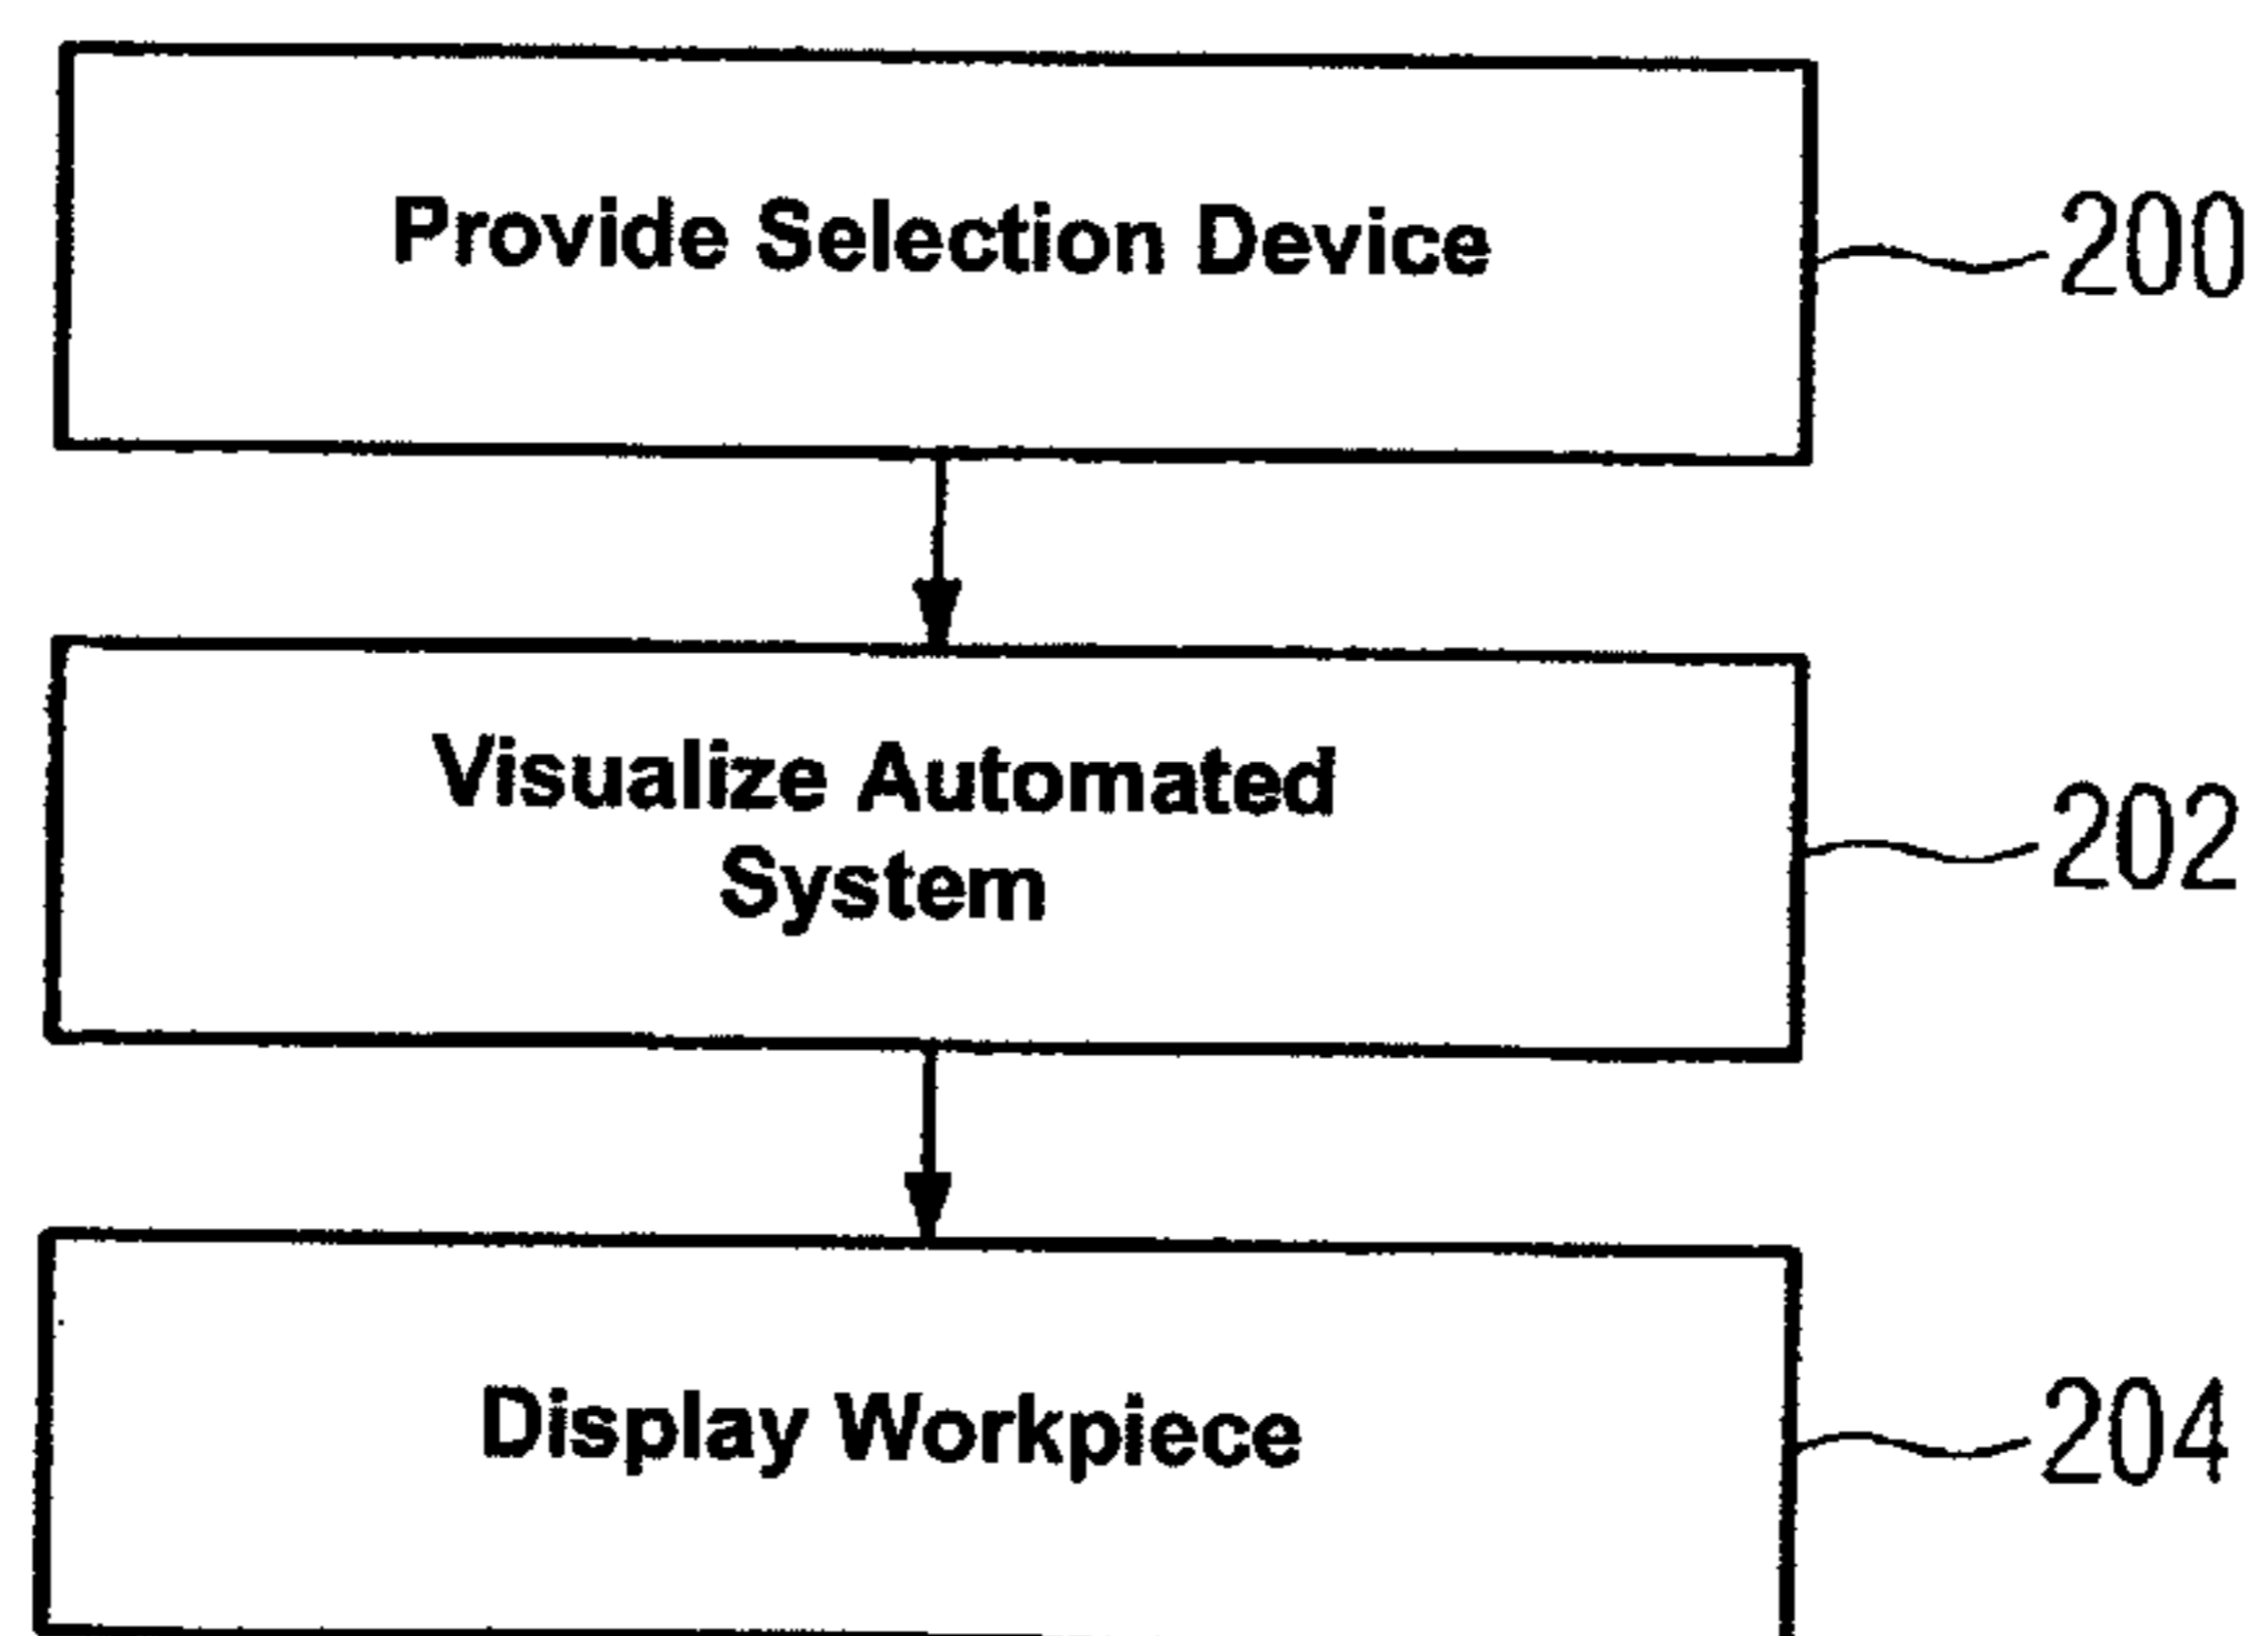 Provide Selection Device
200
Visualize Automated
System
202
Display Workpiece
204